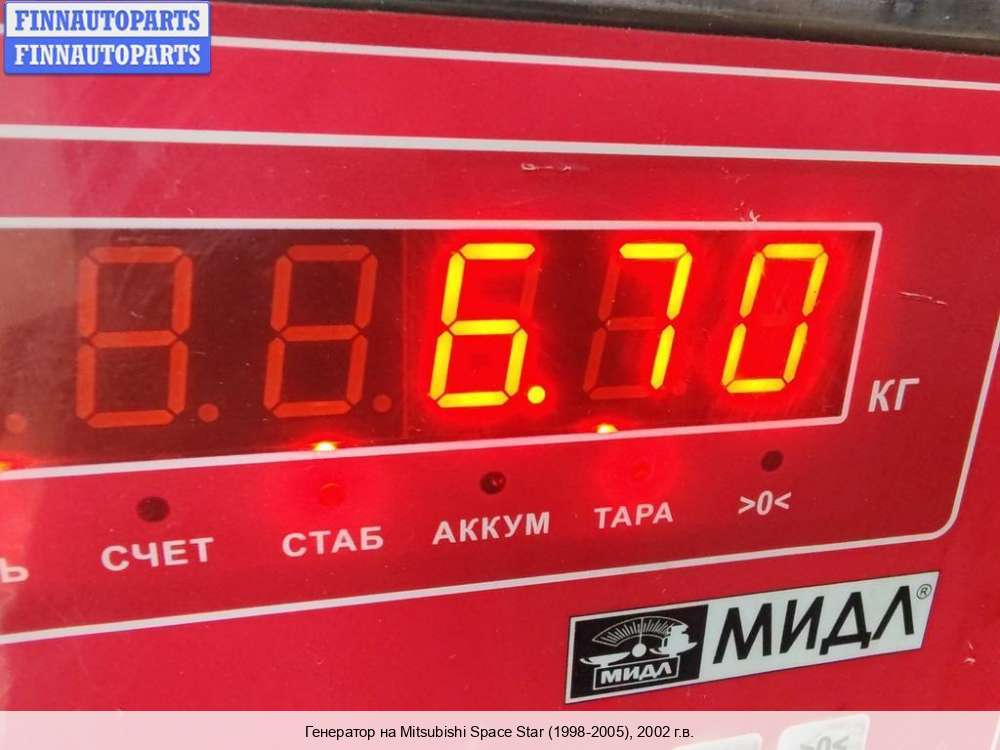 FINNAUTOPARTS
FINNAUTOPARTS
6.70
КГ
Ь СЧЕТ СТАБ АККУМ ТАРА >0<
МИДЛ МИДЛ®
>0<
Генератор на Mitsubishi Space Star (1998-2005), 2002 г.в.